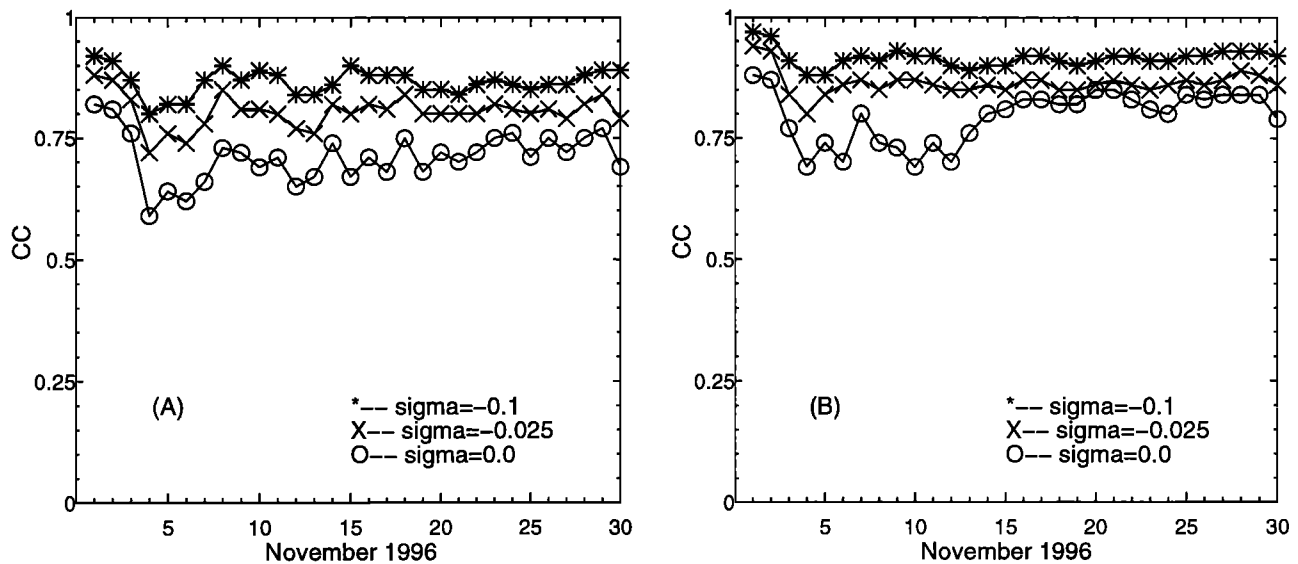 1
0.75
CC
0.5
0.25
0
(A)
*−− sigma=−0.1
X−− sigma=−0.025
O−− sigma=0.0
5 10 15 20 25 30
November 1996
1
0.75
CC
0.5
0.25
0
(B)
*−− sigma=−0.1
X−− sigma=−0.025
O−− sigma=0.0
5 10 15 20 25 30
November 1996